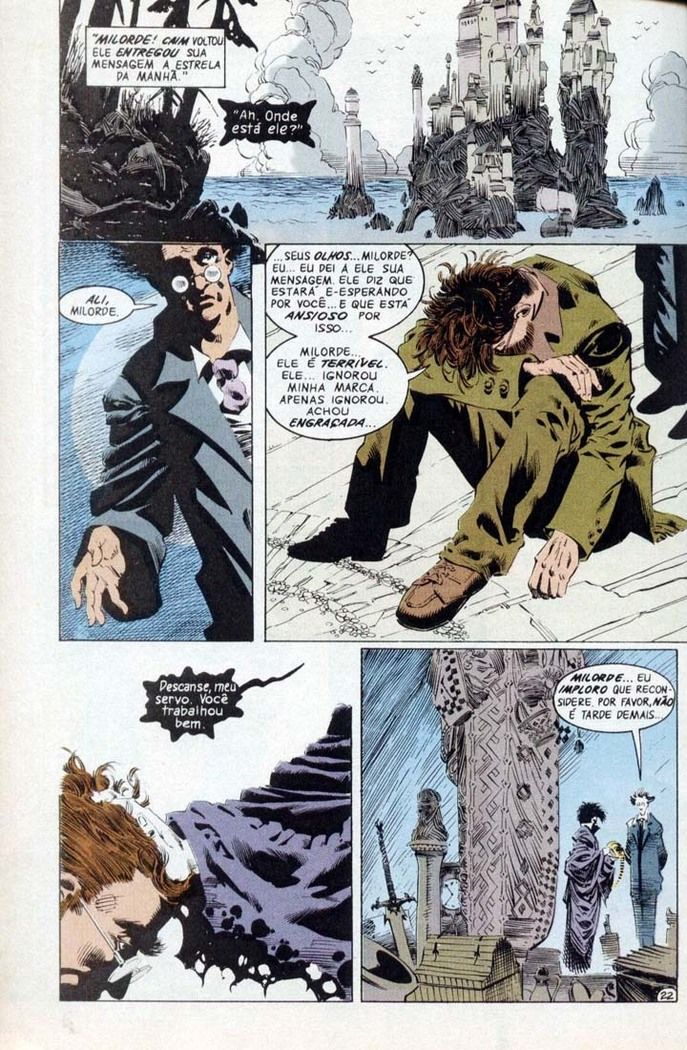 "MILORDE! CAIM VOLTOU
ELE ENTREGOU SUA
MENSAGEM A ESTRELA
DA MANHÃ."
"Ah. Onde
está ele?"
ALI,
MILORDE.
...SEUS OLHOS...MILORDE?
EU... EU DEI A ELE SUA
MENSAGEM. ELE DIZ QUE
ESTARÁ E-ESPERANDO
POR VOCÊ...E QUE ESTÁ
ANSIOSO POR
ISSO...
MILORDE...
ELE É TERRÍVEL.
ELE... IGNOROU
MINHA MARCA.
APENAS IGNOROU.
ACHOU
ENGRAÇADA...
Descanse, meu
servo. Você
trabalhou
bem.
MILORDE... EU
IMPLORO QUE RECON-
SIDERE. POR FAVOR, NÃO
É TARDE DEMAIS...
22